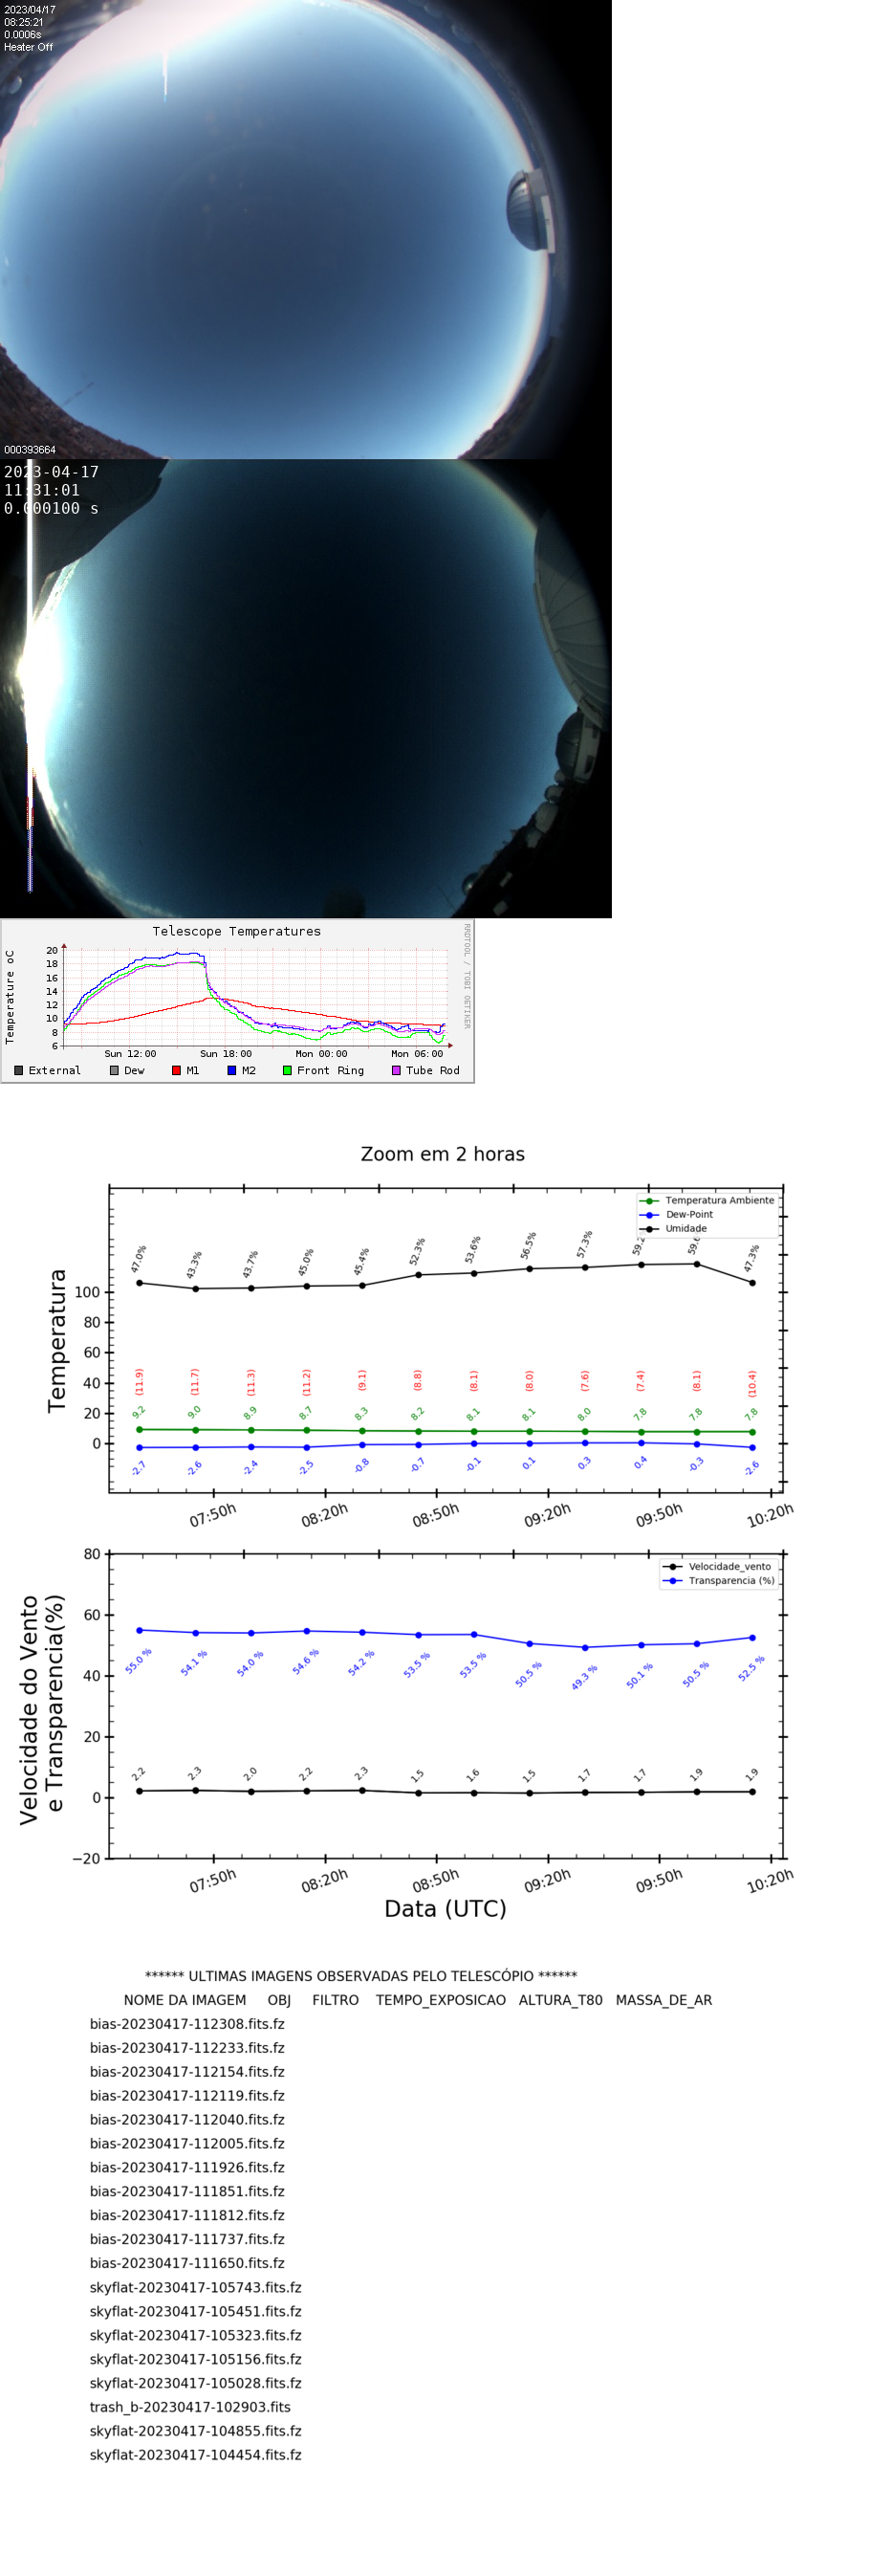 2023/04/17
08:25:21
0.0006s
Heater Off
000393664
2023-04-17
11:31:01
0.000100 s
Telescope Temperatures
RRDTOOL / TOBI OETIKER
Temperature oC
20
18
16
14
12
10
8
6
Sun 12:00 Sun 18:00 Mon 00:00 Mon 06:00
External Dew M1 M2 Front Ring Tube Rod
Zoom em 2 horas
Temperatura Ambiente
Dew-Point
Umidade
Temperatura
47.0% 43.3% 43.7% 45.0% 45.4% 52.3% 53.6% 56.5% 57.3% 59. 59. 47.3%
100
80
60
40
20
0
(11.9) (11.7) (11.3) (11.2) (9.1) (8.8) (8.1) (8.0) (7.6) (7.4) (8.1) (10.4)
9.2 9.0 8.9 8.7 8.3 8.2 8.1 8.1 8.0 7.8 7.8 7.8
-2.7 -2.6 -2.4 -2.5 -0.8 -0.7 -0.1 0.1 0.3 0.4 -0.3 -2.6
07:50h 08:20h 08:50h 09:20h 09:50h 10:20h
Velocidade_vento
Transparencia (%)
Velocidade do Vento
e Transparencia(%)
80
60
40
20
0
−20
55.0 % 54.1 % 54.0 % 54.6 % 54.2 % 53.5 % 53.5 % 50.5 % 49.3 % 50.1 % 50.5 % 52.5 %
2.2 2.3 2.0 2.2 2.3 1.5 1.6 1.5 1.7 1.7 1.9 1.9
07:50h 08:20h 08:50h 09:20h 09:50h 10:20h
Data (UTC)
****** ULTIMAS IMAGENS OBSERVADAS PELO TELESCÓPIO ******
NOME DA IMAGEM OBJ FILTRO TEMPO_EXPOSICAO ALTURA_T80 MASSA_DE_AR
bias-20230417-112308.fits.fz
bias-20230417-112233.fits.fz
bias-20230417-112154.fits.fz
bias-20230417-112119.fits.fz
bias-20230417-112040.fits.fz
bias-20230417-112005.fits.fz
bias-20230417-111926.fits.fz
bias-20230417-111851.fits.fz
bias-20230417-111812.fits.fz
bias-20230417-111737.fits.fz
bias-20230417-111650.fits.fz
skyflat-20230417-105743.fits.fz
skyflat-20230417-105451.fits.fz
skyflat-20230417-105323.fits.fz
skyflat-20230417-105156.fits.fz
skyflat-20230417-105028.fits.fz
trash_b-20230417-102903.fits
skyflat-20230417-104855.fits.fz
skyflat-20230417-104454.fits.fz